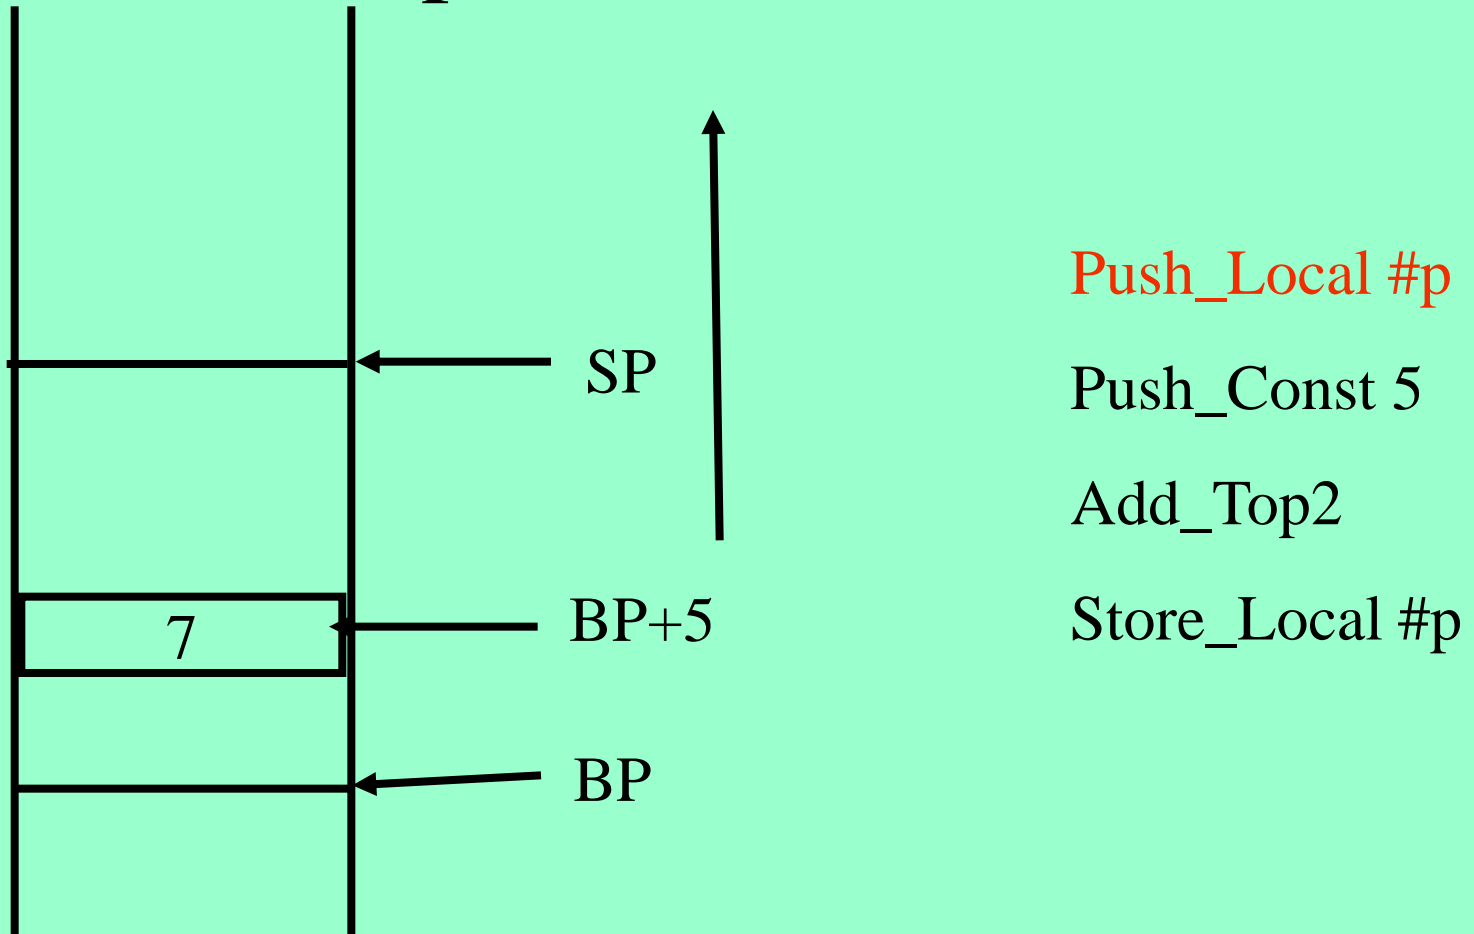 SP
7
BP+5
BP
Push_Local #p
Push_Const 5
Add_Top2
Store_Local #p